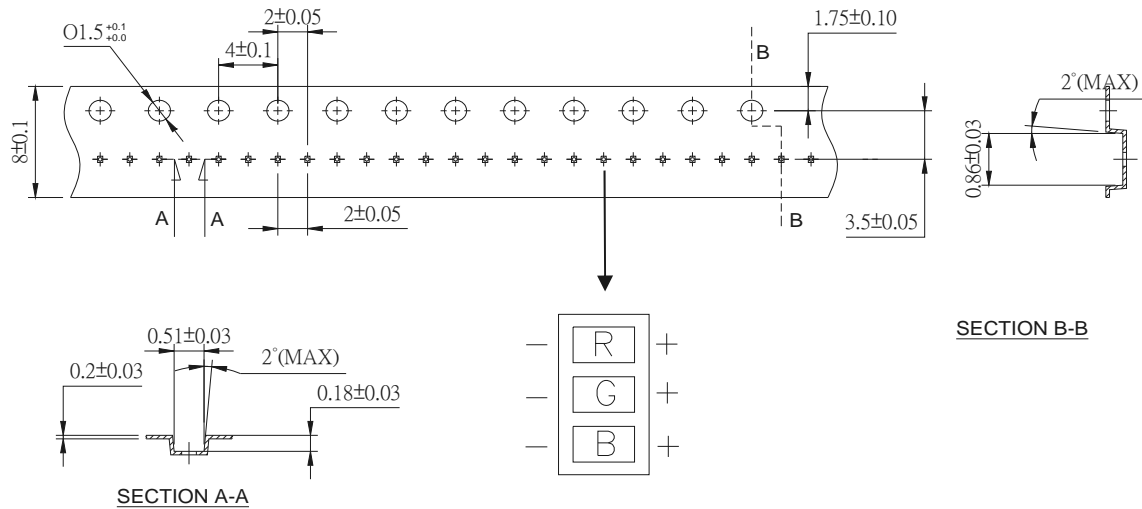 2±0.05
1.75±0.10
O1.5 +0.1 +0.0
4±0.1
B
2°(MAX)
8±0.1
0.86±0.03
A A
2±0.05
B
3.5±0.05
R
G
B
− +
− +
− +
SECTION B-B
0.51±0.03
2°(MAX)
0.2±0.03
0.18±0.03
SECTION A-A